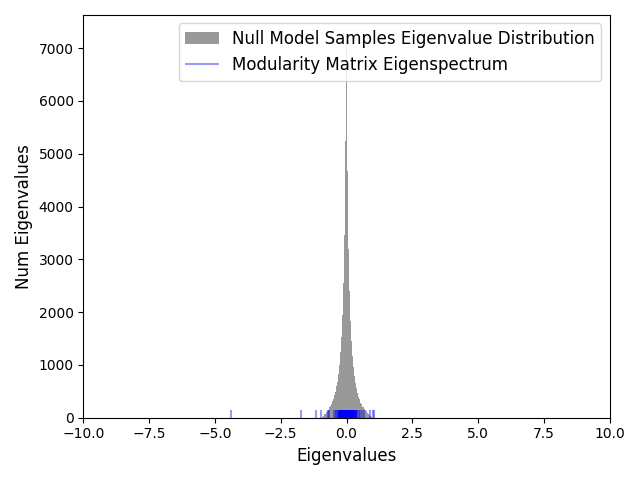 Null Model Samples Eigenvalue Distribution
Modularity Matrix Eigenspectrum
7000
6000
5000
4000
3000
2000
1000
0
Num Eigenvalues
−10.0 −7.5 −5.0 −2.5 0.0 2.5 5.0 7.5 10.0
Eigenvalues